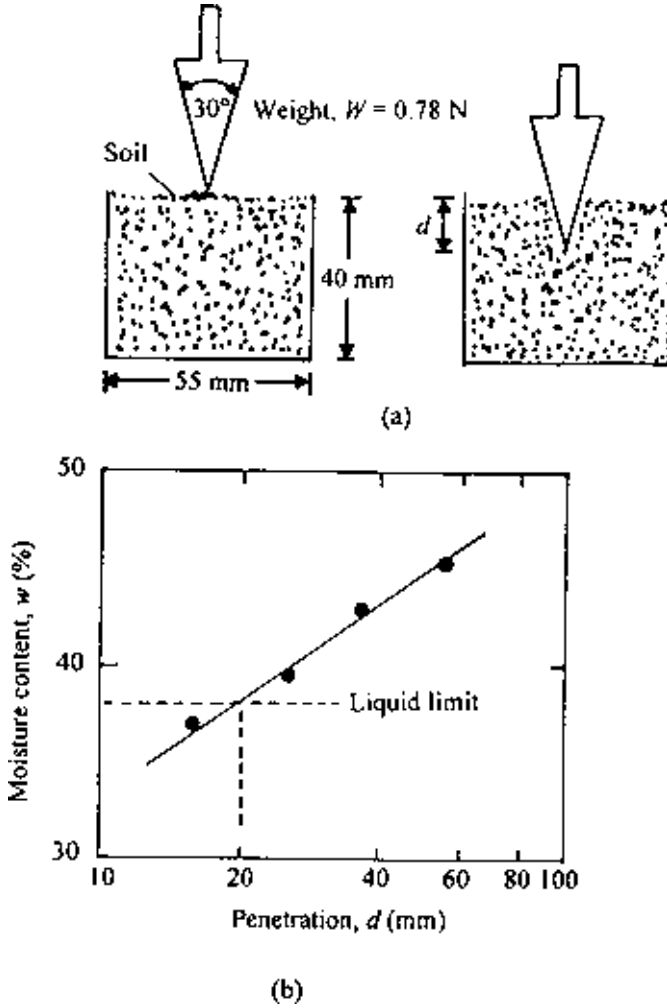 30°
Weight, W = 0.78 N
Soil
d
40 mm
55 mm
(a)
50
40
30
Moisture content, w (%)
Liquid limit
10 20 40 60 80 100
Penetration, d (mm)
(b)